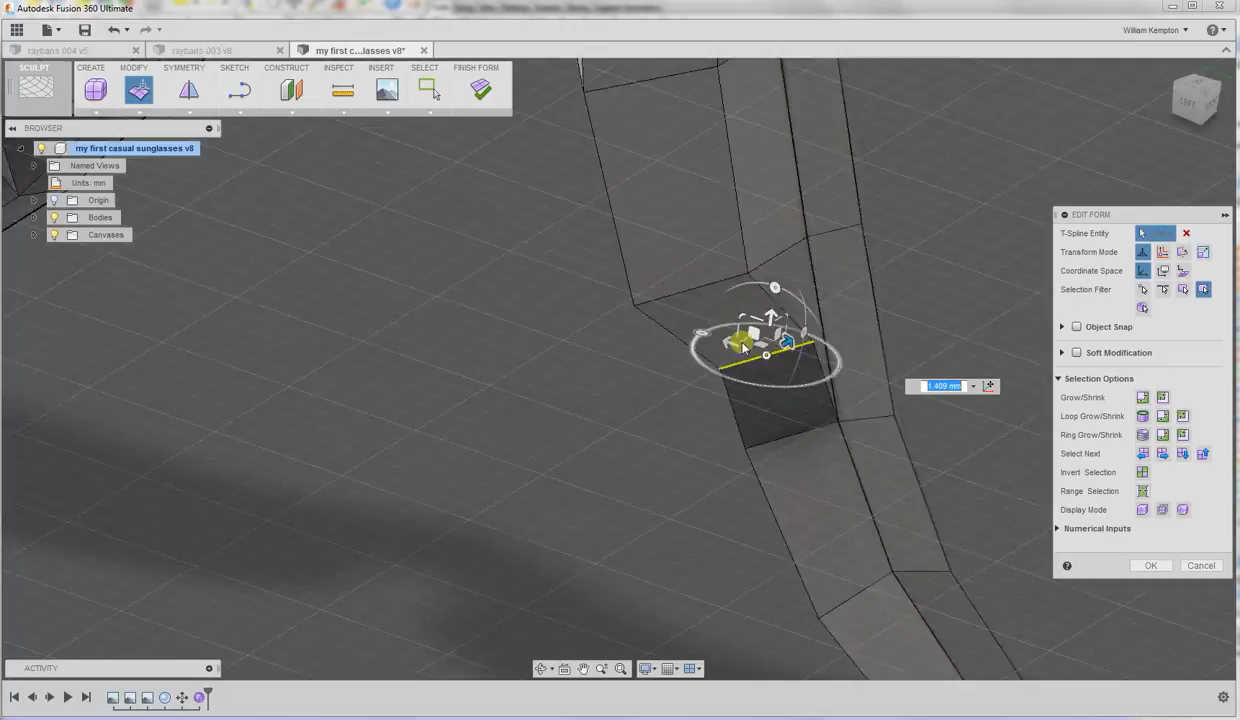 Autodesk Fusion 360 Ultimate
William Kempton
raybans 004 v5
raybans 003 v8
my first c...lasses v8*
SCULPT
CREATE
MODIFY
SYMMETRY
SKETCH
CONSTRUCT
INSPECT
INSERT
SELECT
FINISH FORM
BROWSER
my first casual sunglasses v8
Named Views
Units: mm
Origin
Bodies
Canvases
LEFT
1.409 mm
EDIT FORM
T-Spline Entity
Transform Mode
Coordinate Space
Selection Filter
Object Snap
Soft Modification
Selection Options
Grow/Shrink
Loop Grow/Shrink
Ring Grow/Shrink
Select Next
Invert Selection
Range Selection
Display Mode
Numerical Inputs
OK
Cancel
ACTIVITY